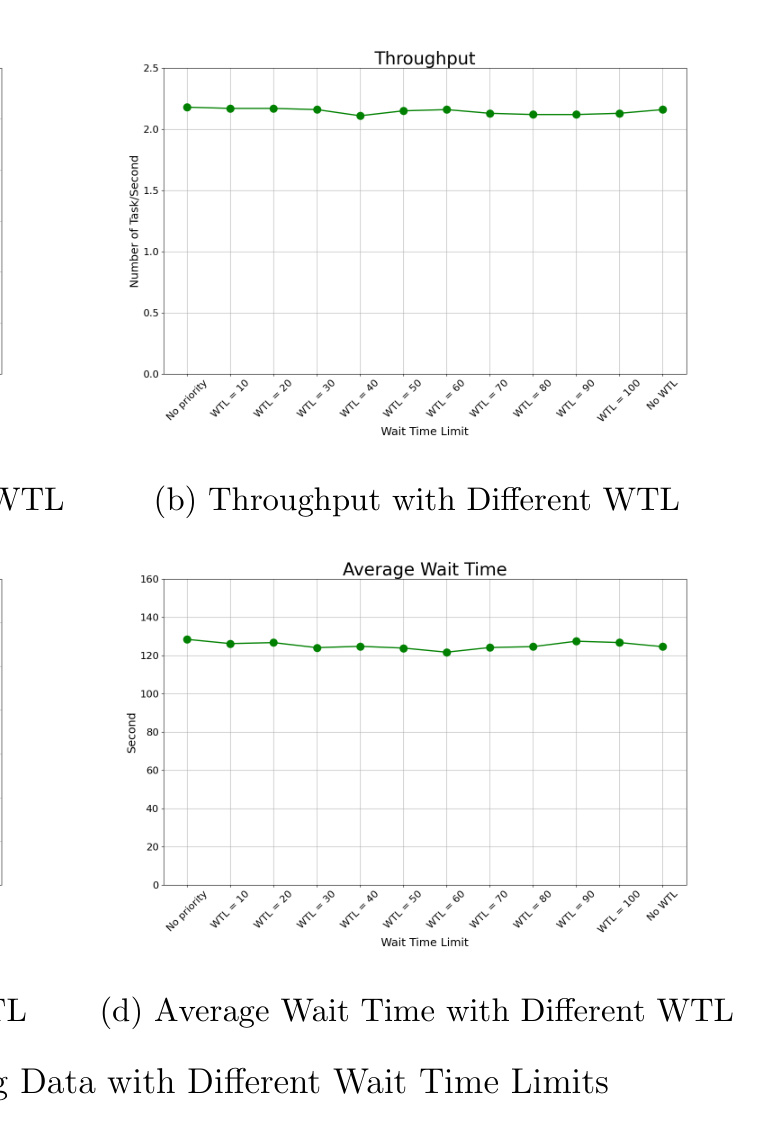 Throughput
2.5
2.0
1.5
1.0
0.5
0.0
Number of Task/Second
No priority
WTL = 10
WTL = 20
WTL = 30
WTL = 40
WTL = 50
WTL = 60
WTL = 70
WTL = 80
WTL = 90
WTL = 100
No WTL
Wait Time Limit
WTL
(b) Throughput with Different WTL
Average Wait Time
160
140
120
100
80
60
40
20
0
Second
No priority
WTL = 10
WTL = 20
WTL = 30
WTL = 40
WTL = 50
WTL = 60
WTL = 70
WTL = 80
WTL = 90
WTL = 100
No WTL
Wait Time Limit
TL
(d) Average Wait Time with Different WTL
g Data with Different Wait Time Limits